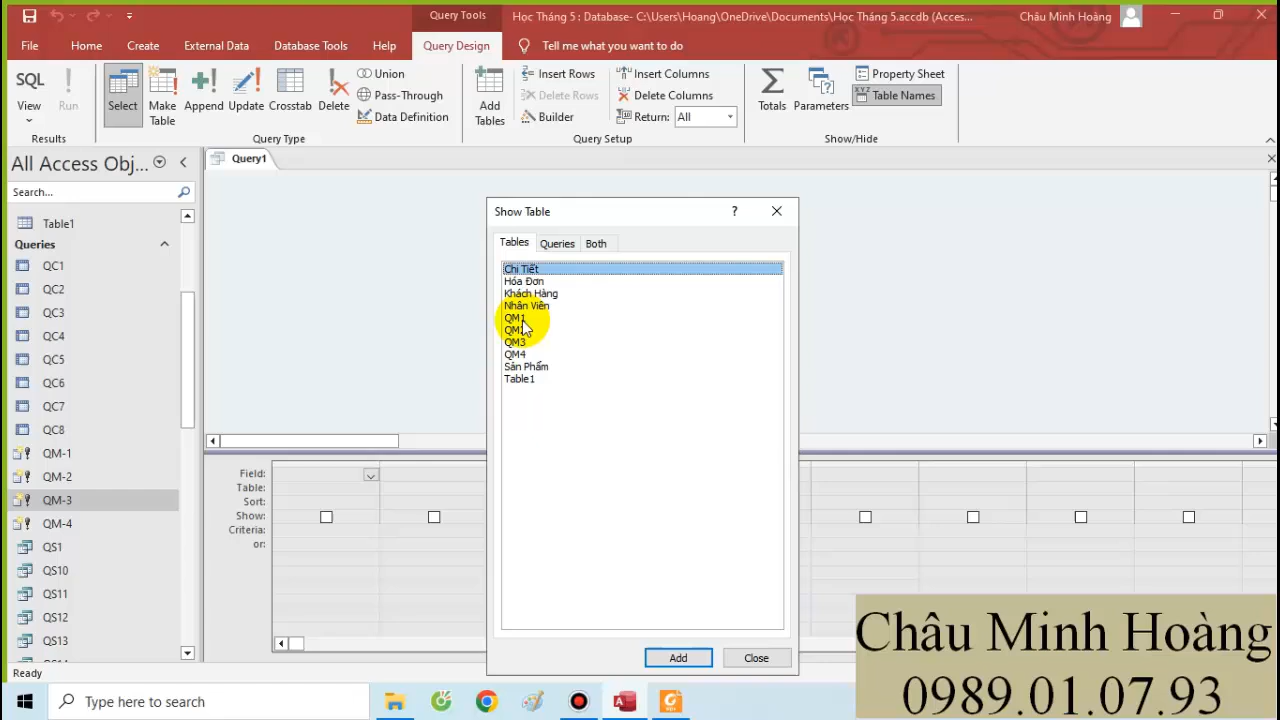 Query Tools
Học Tháng 5 : Database- C:\Users\Hoang\OneDrive\Documents\Học Tháng 5.accdb (Acces...
Châu Minh Hoàng
File
Home
Create
External Data
Database Tools
Help
Query Design
Tell me what you want to do
SQL
View
Run
Results
Select
Make Table
Append
Update
Crosstab
Delete
Union
Pass-Through
Data Definition
Query Type
Add Tables
Insert Rows
Delete Rows
Builder
Insert Columns
Delete Columns
Return: All
Query Setup
Totals
Parameters
Property Sheet
Table Names
Show/Hide
All Access Obj...
Search...
Table1
Queries
QC1
QC2
QC3
QC4
QC5
QC6
QC7
QC8
QM-1
QM-2
QM-3
QM-4
QS1
QS10
QS11
QS12
QS13
Query1
Show Table
?
Tables
Queries
Both
Chi Tiết
Hóa Đơn
Khách Hàng
Nhân Viên
QM1
QM2
QM3
QM4
Sản Phẩm
Table1
Add
Close
Field:
Table:
Sort:
Show:
Criteria:
or:
Châu Minh Hoàng
0989.01.07.93
Ready
Type here to search